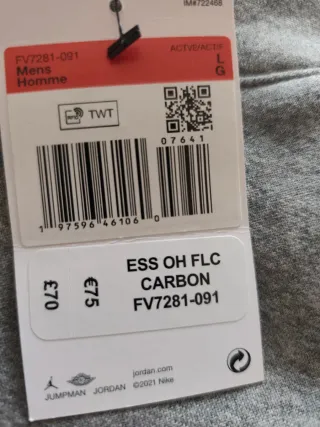 IM#722468
FV7281-091
Mens
Homme
ACTVE/ACTIF
L
G
TWT
07641
1 97596 46106 0
ESS OH FLC
CARBON
FV7281-091
€75
£70
jordan.com
©2021 Nike
JUMPMAN
JORDAN